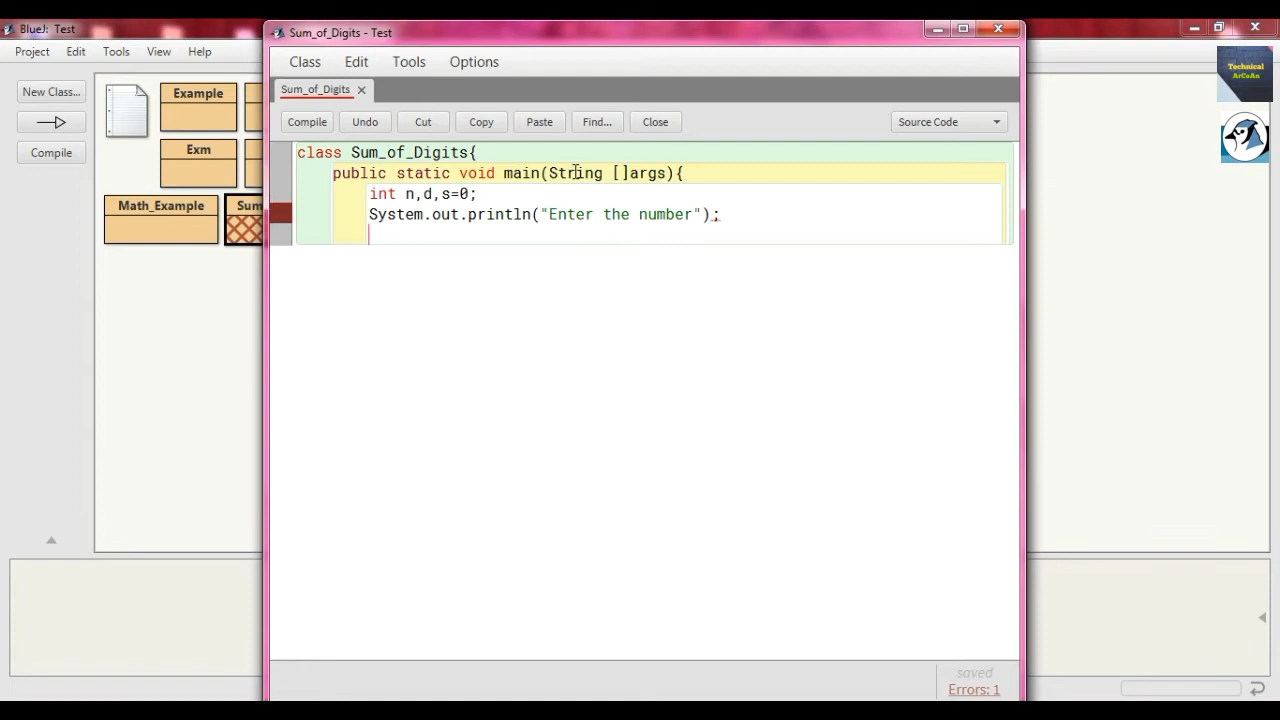 BlueJ: Test
Project Edit Tools View Help
New Class...
Compile
Example
Exm
Math_Example
Sum
Sum_of_Digits - Test
Class Edit Tools Options
Sum_of_Digits
Compile Undo Cut Copy Paste Find... Close Source Code
class Sum_of_Digits{
public static void main(String []args){
int n,d,s=0;
System.out.println("Enter the number");
saved
Errors: 1
Technical
ArCoAn